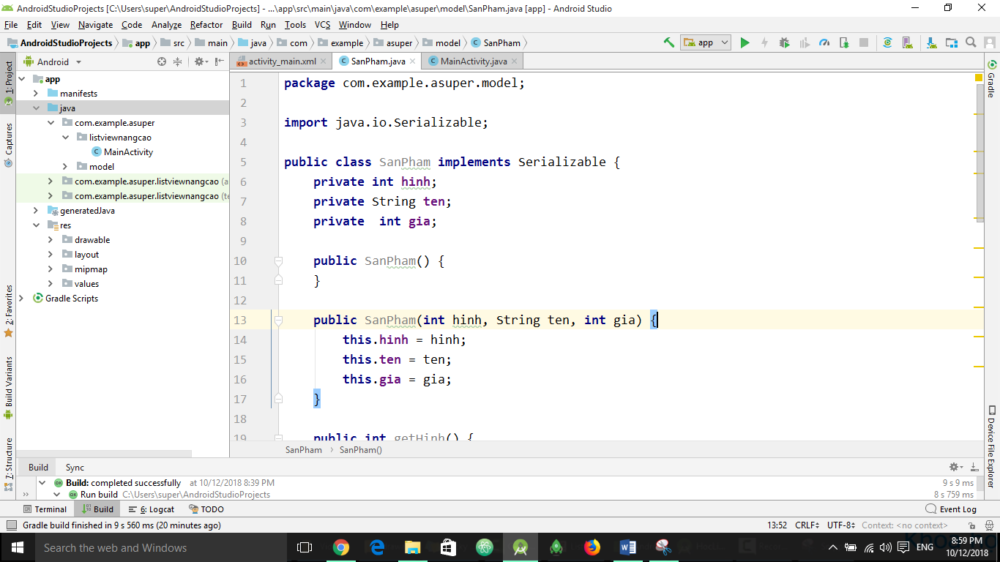 AndroidStudioProjects [C:\Users\super\AndroidStudioProjects] - ...\app\src\main\java\com\example\asuper\model\SanPham.java [app] - Android Studio
File Edit View Navigate Code Analyze Refactor Build Run Tools VCS Window Help
AndroidStudioProjects app src main java com example asuper model SanPham app
Android
activity_main.xml SanPham.java MainActivity.java
1: Project
Captures
2: Favorites
Build Variants
7: Structure
app
manifests
java
com.example.asuper
listviewnangcao
MainActivity
model
com.example.asuper.listviewnangcao (a
com.example.asuper.listviewnangcao (te
generatedJava
res
drawable
layout
mipmap
values
Gradle Scripts
1 package com.example.asuper.model;
2
3 import java.io.Serializable;
4
5 public class SanPham implements Serializable {
6 private int hinh;
7 private String ten;
8 private  int gia;
9
10 public SanPham() {
11 }
12
13 public SanPham(int hinh, String ten, int gia) {
14 this.hinh = hinh;
15 this.ten = ten;
16 this.gia = gia;
17 }
18
19 public int getHinh() {
SanPham SanPham()
Gradle
Device File Explorer
Build Sync
Build: completed successfully at 10/12/2018 8:39 PM 9 s 9 ms
Run build C:\Users\super\AndroidStudioProjects 8 s 759 ms
Terminal Build 6: Logcat TODO Event Log
Gradle build finished in 9 s 560 ms (20 minutes ago) 13:52 CRLF UTF-8 Context: <no context>
Search the web and Windows
ENG
8:59 PM
10/12/2018